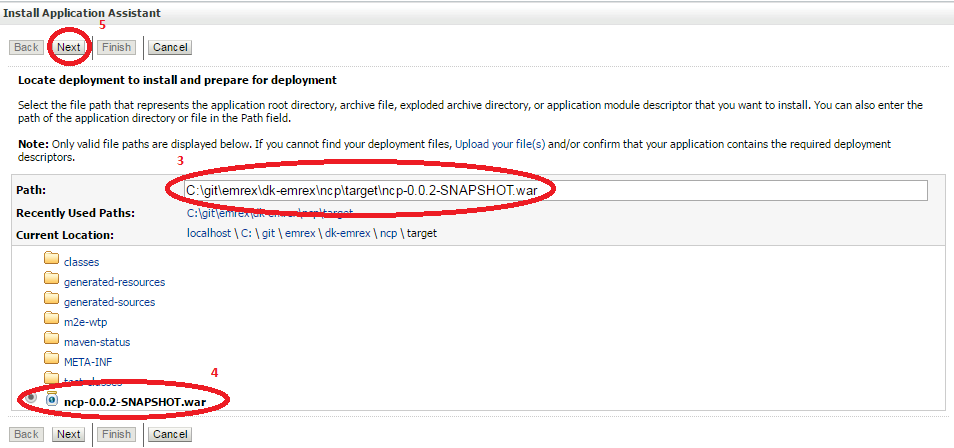 Install Application Assistant
5
Back Next Finish Cancel
Locate deployment to install and prepare for deployment
Select the file path that represents the application root directory, archive file, exploded archive directory, or application module descriptor that you want to install. You can also enter
the path of the application directory or file in the Path field.
Note: Only valid file paths are displayed below. If you cannot find your deployment files, Upload your file(s) and/or confirm that your application contains the required deployment
descriptors.
3
Path: C:\git\emrex\dk-emrex\ncp\target\ncp-0.0.2-SNAPSHOT.war
Recently Used Paths: C:\git\emrex\dk-emrex\ncp\target
Current Location: localhost \ C: \ git \ emrex \ dk-emrex \ ncp \ target
classes
generated-resources
generated-sources
m2e-wtp
maven-status
META-INF
test-classes
4
ncp-0.0.2-SNAPSHOT.war
Back Next Finish Cancel